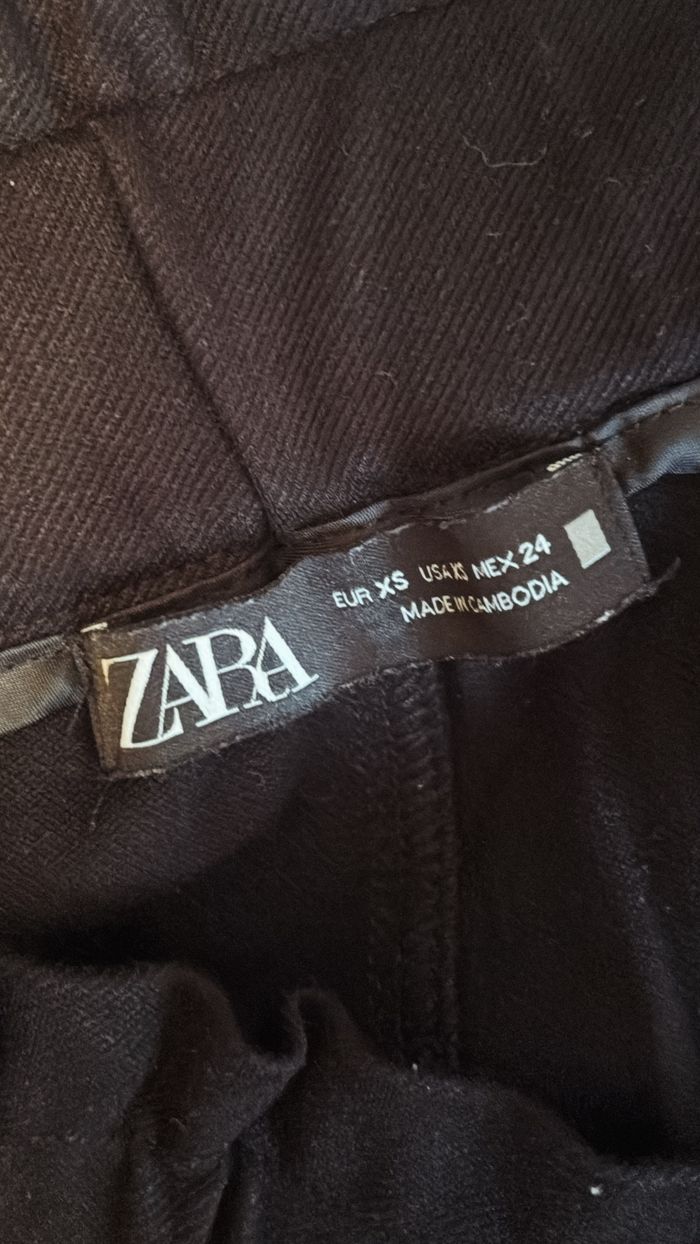 ZARA
EUR XS USA XS MEX 24
MADE IN CAMBODIA